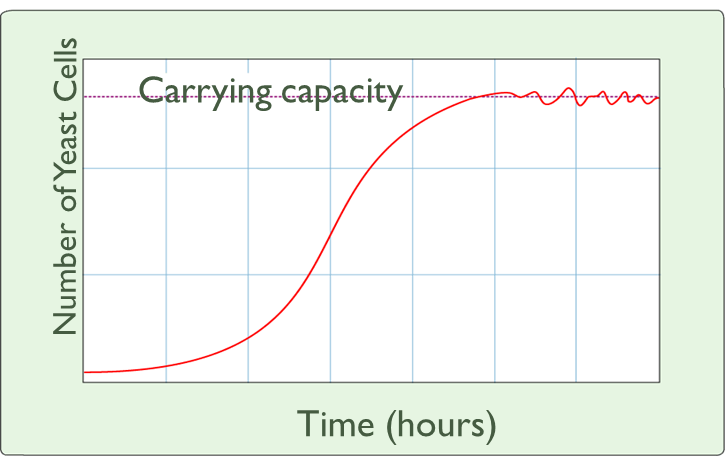 Number of Yeast Cells
Carrying capacity
Time (hours)